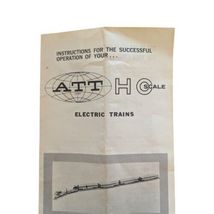 INSTRUCTIONS FOR THE SUCCESSFUL
OPERATION OF YOUR . . .
ATT HO SCALE
ELECTRIC TRAINS